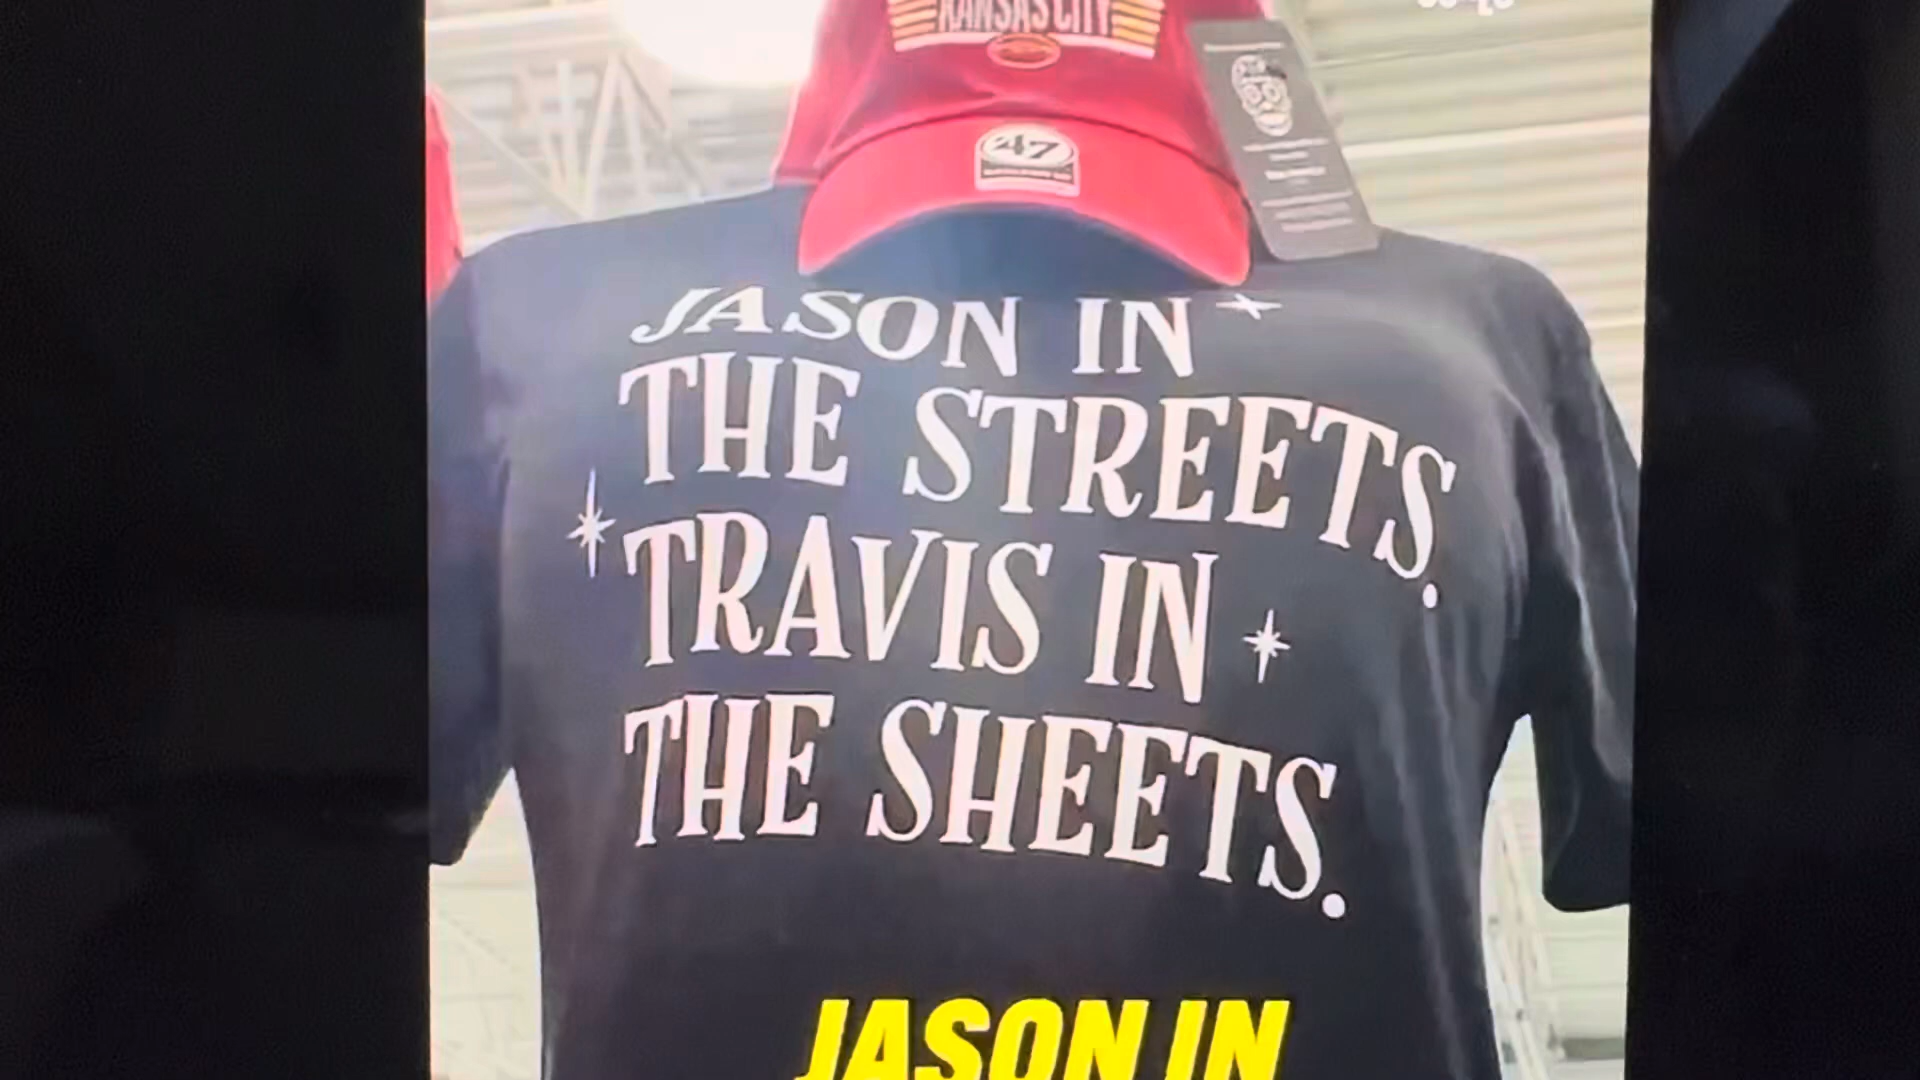 KANSAS CITY
47
JASON IN
THE STREETS.
TRAVIS IN
THE SHEETS.
JASON IN